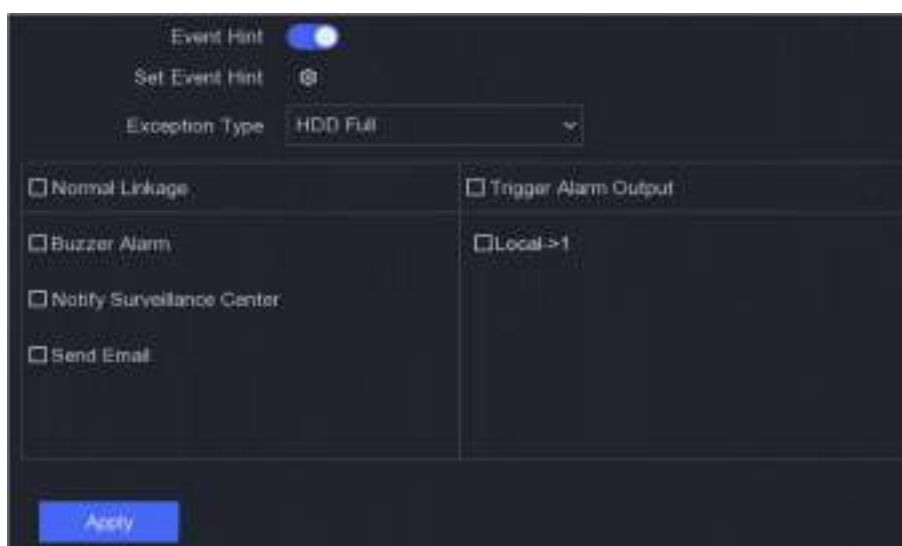 Event Hint
Set Event Hint
Exception Type HDD Full
Normal Linkage
Trigger Alarm Output
Buzzer Alarm
Local->1
Notify Surveillance Center
Send Email
Apply